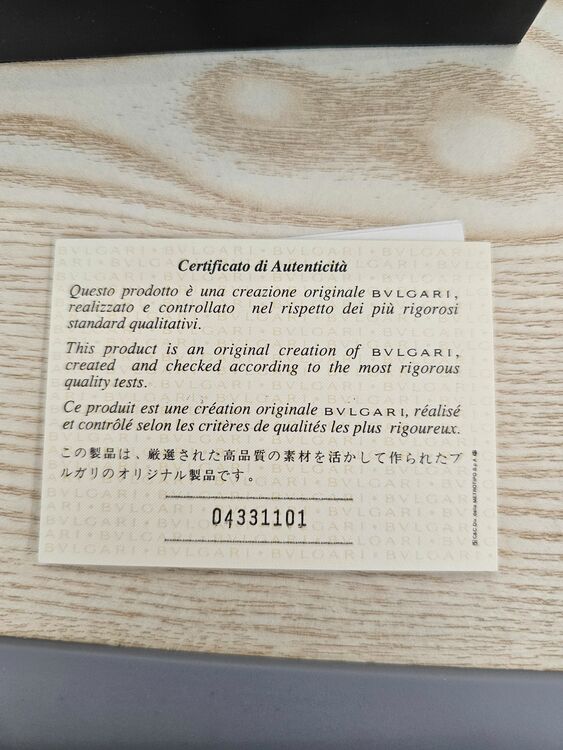 Certificato di Autenticità
Questo prodotto è una creazione originale BVLGARI,
realizzato e controllato nel rispetto dei più rigorosi
standard qualitativi.
This product is an original creation of BVLGARI,
created and checked according to the most rigorous
quality tests.
Ce produit est une création originale BVLGARI, réalisé
et contrôlé selon les critères de qualités les plus rigoureux.
この製品は、厳選された高品質の素材を活かして作られたブ
ルガリのオリジナル製品です。
04331101